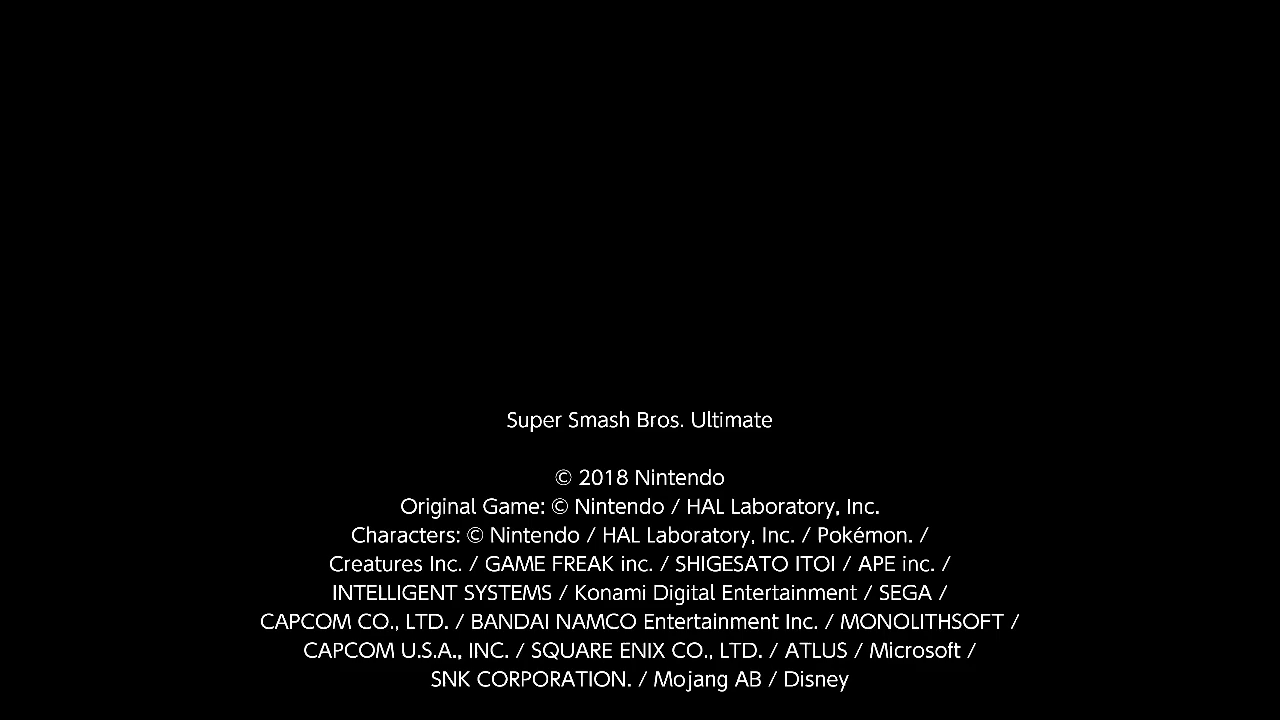 Super Smash Bros. Ultimate
© 2018 Nintendo
Original Game: © Nintendo / HAL Laboratory, Inc.
Characters: © Nintendo / HAL Laboratory, Inc. / Pokémon. /
Creatures Inc. / GAME FREAK inc. / SHIGESATO ITOI / APE inc. /
INTELLIGENT SYSTEMS / Konami Digital Entertainment / SEGA /
CAPCOM CO., LTD. / BANDAI NAMCO Entertainment Inc. / MONOLITHSOFT /
CAPCOM U.S.A., INC. / SQUARE ENIX CO., LTD. / ATLUS / Microsoft /
SNK CORPORATION. / Mojang AB / Disney